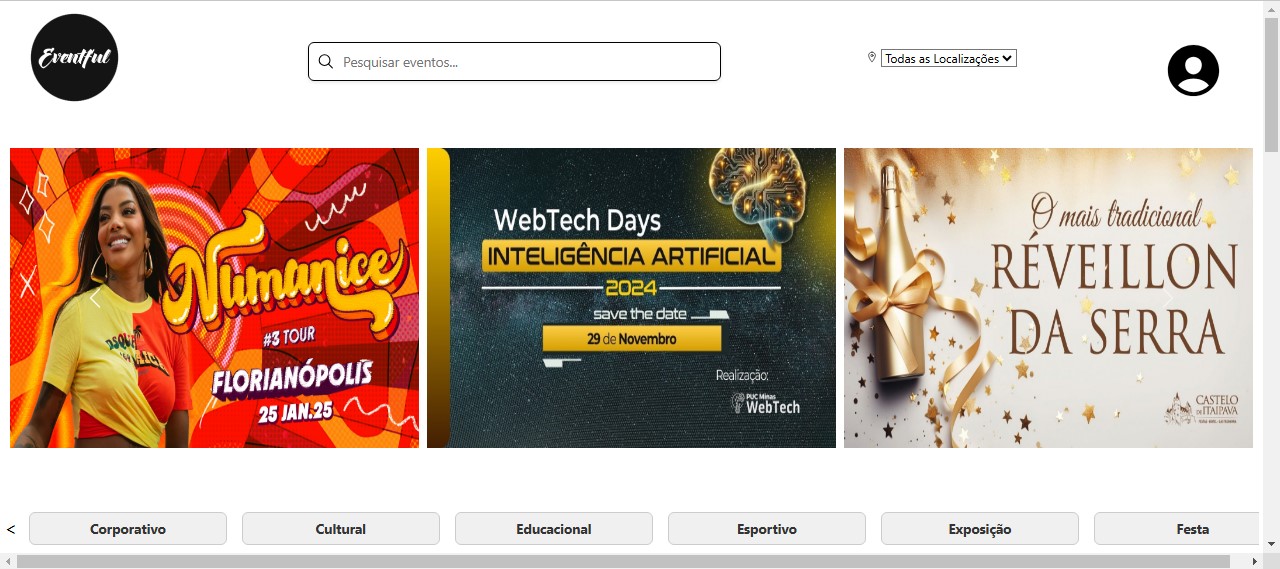 Eventful
Pesquisar eventos...
Todas as Localizações
Numanice
#3 TOUR
FLORIANÓPOLIS
25 JAN.25
WebTech Days
INTELIGÊNCIA ARTIFICIAL
2024
save the date
29 de Novembro
Realização:
PUC Minas
WebTech
O mais tradicional
RÉVEILLON
DA SERRA
CASTELO
DE ITAIPAVA
<
Corporativo
Cultural
Educacional
Esportivo
Exposição
Festa